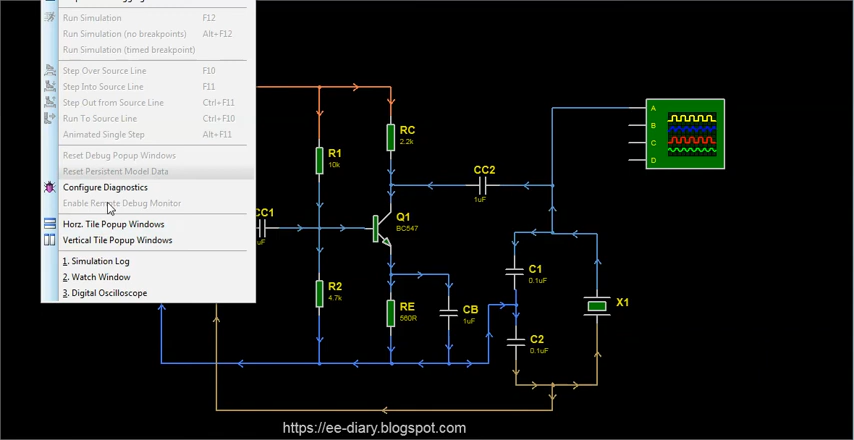 Run Simulation F12
Run Simulation (no breakpoints) Alt+F12
Run Simulation (timed breakpoint)
Step Over Source Line F10
Step Into Source Line F11
Step Out from Source Line Ctrl+F11
Run To Source Line Ctrl+F10
Animated Single Step Alt+F11
Reset Debug Popup Windows
Reset Persistent Model Data
Configure Diagnostics
Enable Remote Debug Monitor
Horz. Tile Popup Windows
Vertical Tile Popup Windows
1. Simulation Log
2. Watch Window
3. Digital Oscilloscope
R1
10k
RC
2.2k
CC2
1uF
A
B
C
D
CC1
uF
Q1
BC547
R2
4.7k
RE
560R
CB
1uF
C1
0.1uF
C2
0.1uF
X1
https://ee-diary.blogspot.com